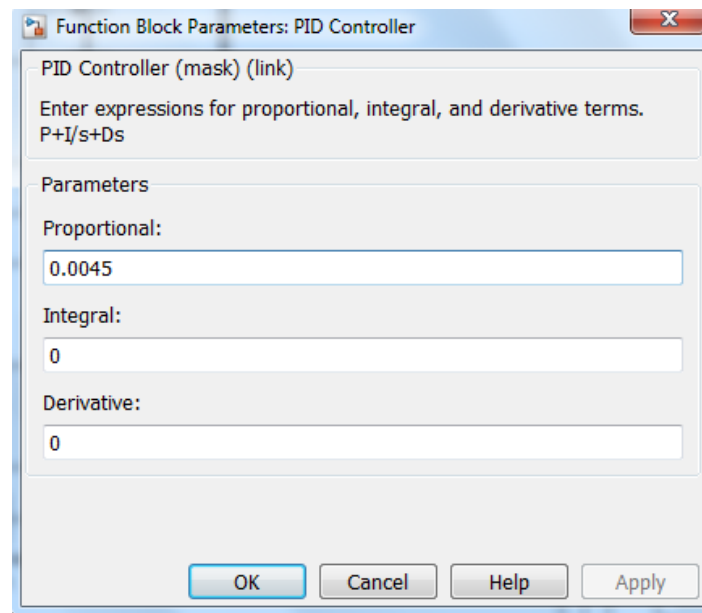 Function Block Parameters: PID Controller
PID Controller (mask) (link)
Enter expressions for proportional, integral, and derivative terms.
P+I/s+Ds
Parameters
Proportional:
0.0045
Integral:
0
Derivative:
0
OK Cancel Help Apply